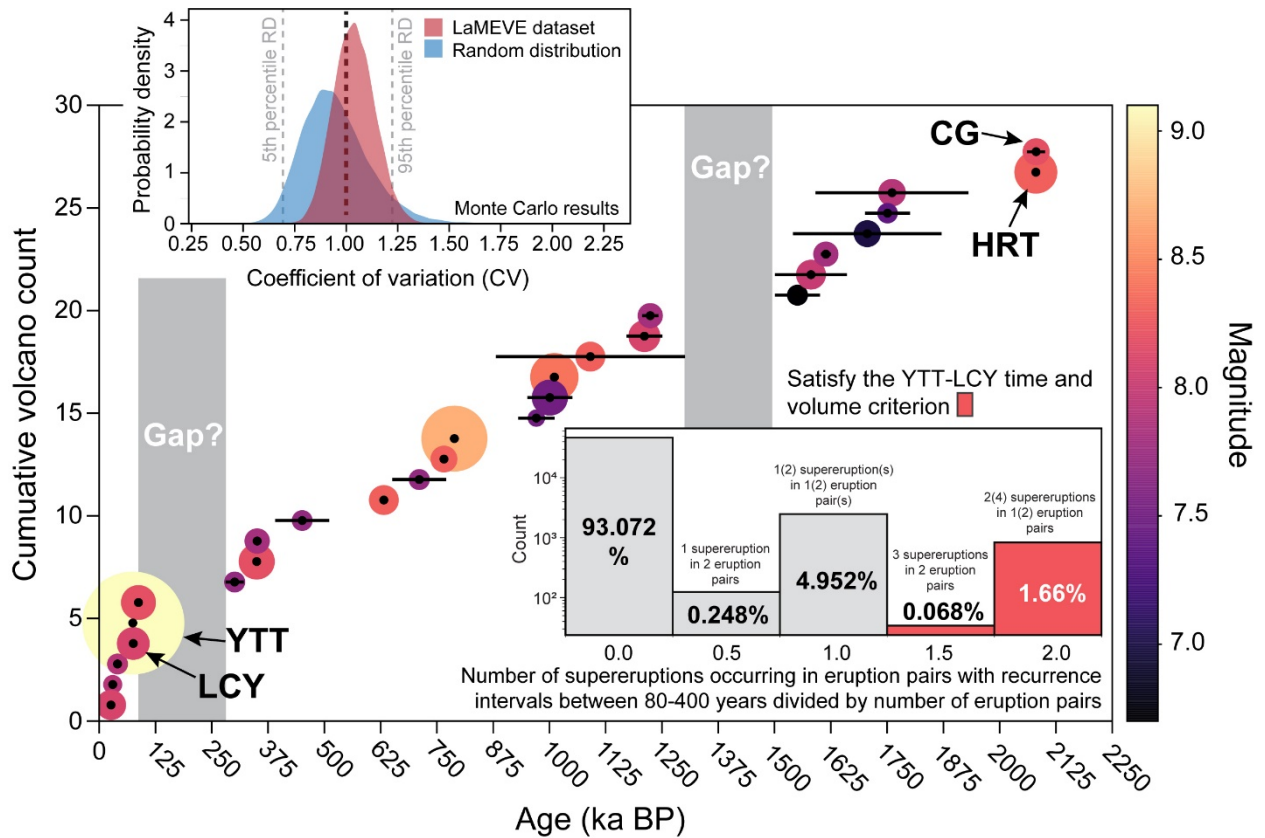 Probability density
4
3
2
1
0
5th percentile RD
95th percentile RD
LaMEVE dataset
Random distribution
Monte Carlo results
0.25
0.50
0.75
1.00
1.25
0.50
2.00
2.25
Coefficient of variation (CV)
Cumuative volcano count
30
25
20
15
10
5
0
Gap?
Gap?
CG
HRT
YTT
LCY
Satisfy the YTT-LCY time and
volume criterion
Count
10⁴
10³
10²
93.072
%
1 supereruption
in 2 eruption
pairs
0.248%
1(2) supereruption(s)
in 1(2) eruption
pair(s)
4.952%
3 supereruptions
in 2 eruption
pairs
0.068%
2(4) supereruptions
in 1(2) eruption
pairs
1.66%
0.0
0.5
1.0
1.5
2.0
Number of supereruptions occurring in eruption pairs with recurrence
intervals between 80-400 years divided by number of eruption pairs
0
125
250
375
500
625
750
875
1000
1125
1250
1375
1500
1625
1750
1875
2000
2125
2250
Age (ka BP)
9.0
8.5
8.0
7.5
7.0
Magnitude